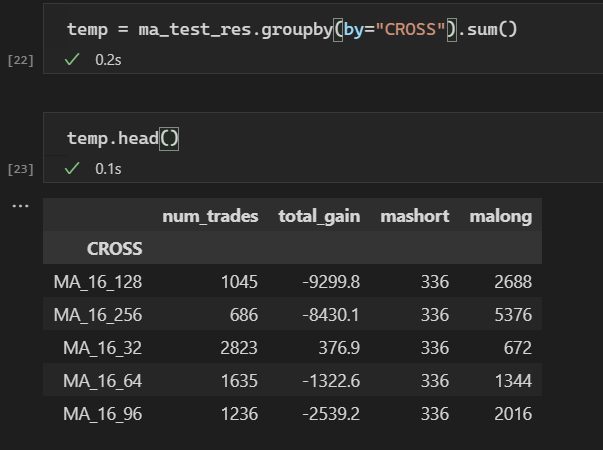 temp = ma_test_res.groupby(by="CROSS").sum()
[22] ✓ 0.2s
temp.head()
[23] ✓ 0.1s
...
num_trades total_gain mashort malong
CROSS
MA_16_128 1045 -9299.8 336 2688
MA_16_256 686 -8430.1 336 5376
MA_16_32 2823 376.9 336 672
MA_16_64 1635 -1322.6 336 1344
MA_16_96 1236 -2539.2 336 2016